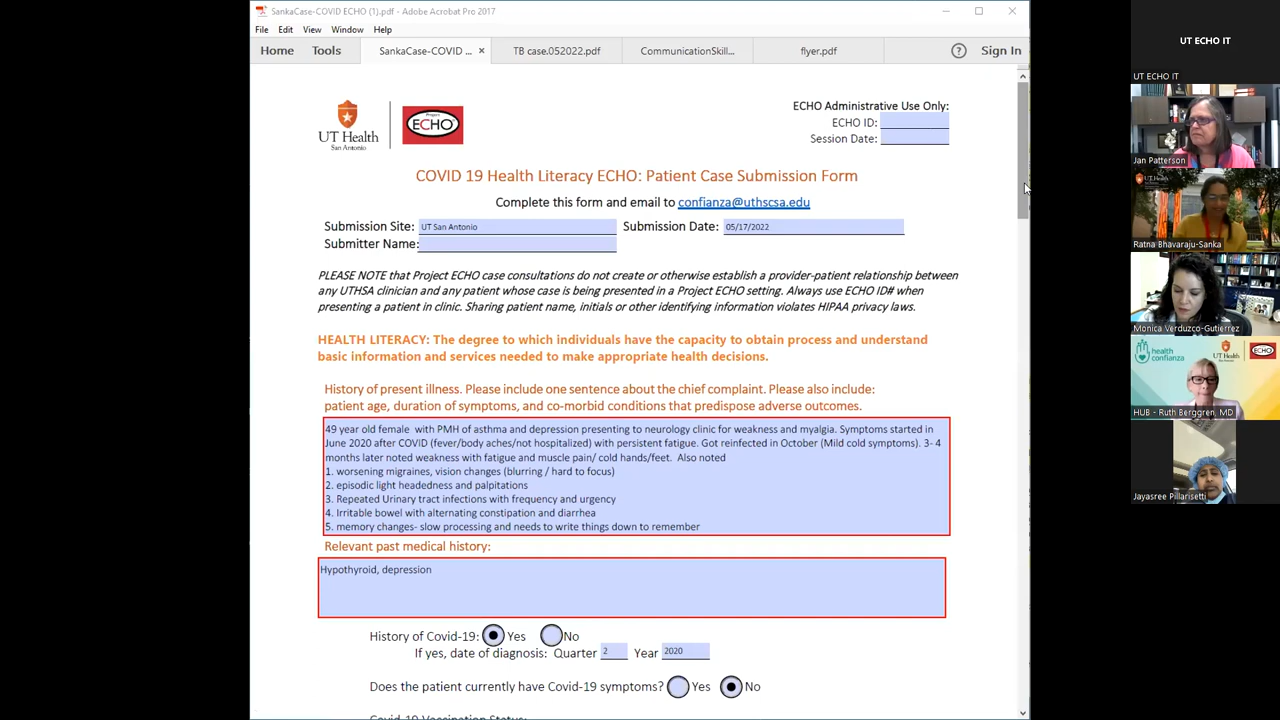 SankaCase-COVID ECHO (1).pdf - Adobe Acrobat Pro 2017
File Edit View Window Help
Home Tools SankaCase-COVID ... × TB case.052022.pdf CommunicationSkill... flyer.pdf ? Sign In
UT Health
San Antonio
Project
ECHO
ECHO Administrative Use Only:
ECHO ID:
Session Date:
COVID 19 Health Literacy ECHO: Patient Case Submission Form
Complete this form and email to confianza@uthscsa.edu
Submission Site: UT San Antonio Submission Date: 05/17/2022
Submitter Name:
PLEASE NOTE that Project ECHO case consultations do not create or otherwise establish a provider-patient relationship between
any UTHSA clinician and any patient whose case is being presented in a Project ECHO setting. Always use ECHO ID# when
presenting a patient in clinic. Sharing patient name, initials or other identifying information violates HIPAA privacy laws.
HEALTH LITERACY: The degree to which individuals have the capacity to obtain process and understand
basic information and services needed to make appropriate health decisions.
History of present illness. Please include one sentence about the chief complaint. Please also include:
patient age, duration of symptoms, and co-morbid conditions that predispose adverse outcomes.
49 year old female with PMH of asthma and depression presenting to neurology clinic for weakness and myalgia. Symptoms started in
June 2020 after COVID (fever/body aches/not hospitalized) with persistent fatigue. Got reinfected in October (Mild cold symptoms). 3- 4
months later noted weakness with fatigue and muscle pain/ cold hands/feet. Also noted
1. worsening migraines, vision changes (blurring / hard to focus)
2. episodic light headedness and palpitations
3. Repeated Urinary tract infections with frequency and urgency
4. Irritable bowel with alternating constipation and diarrhea
5. memory changes- slow processing and needs to write things down to remember
Relevant past medical history:
Hypothyroid, depression
History of Covid-19: Yes No
If yes, date of diagnosis: Quarter 2 Year 2020
Does the patient currently have Covid-19 symptoms? Yes No
Covid-19 Vaccination Status:
UT ECHO IT
UT ECHO IT
Jan Patterson
Ratna Bhavaraju-Sanka
Monica Verduzco-Gutierrez
health
confianza
UT Health
ECHO
HUB - Ruth Berggren, MD
Jayasree Pillarisetti